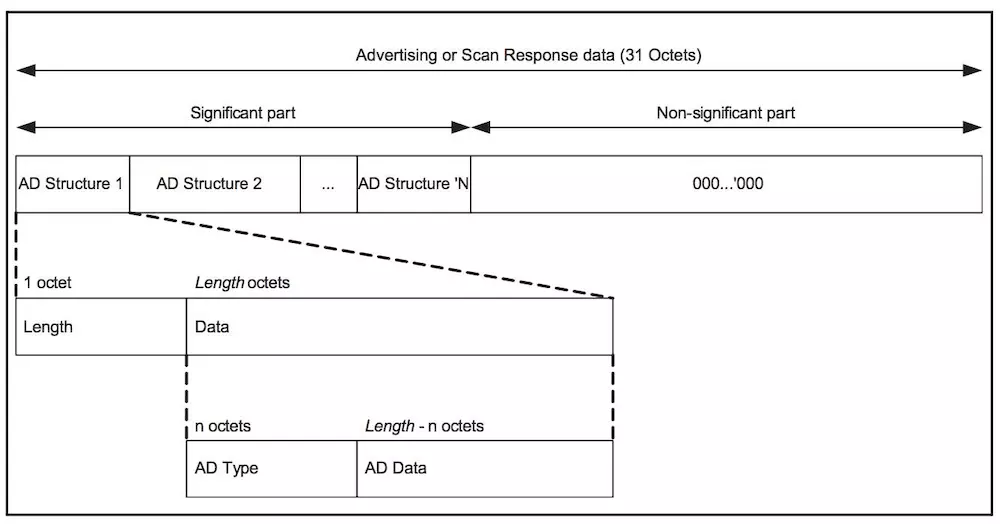 Advertising or Scan Response data (31 Octets)
Significant part
Non-significant part
AD Structure 1
AD Structure 2
...
AD Structure 'N
000...'000
1 octet
Length octets
Length
Data
n octets
Length - n octets
AD Type
AD Data